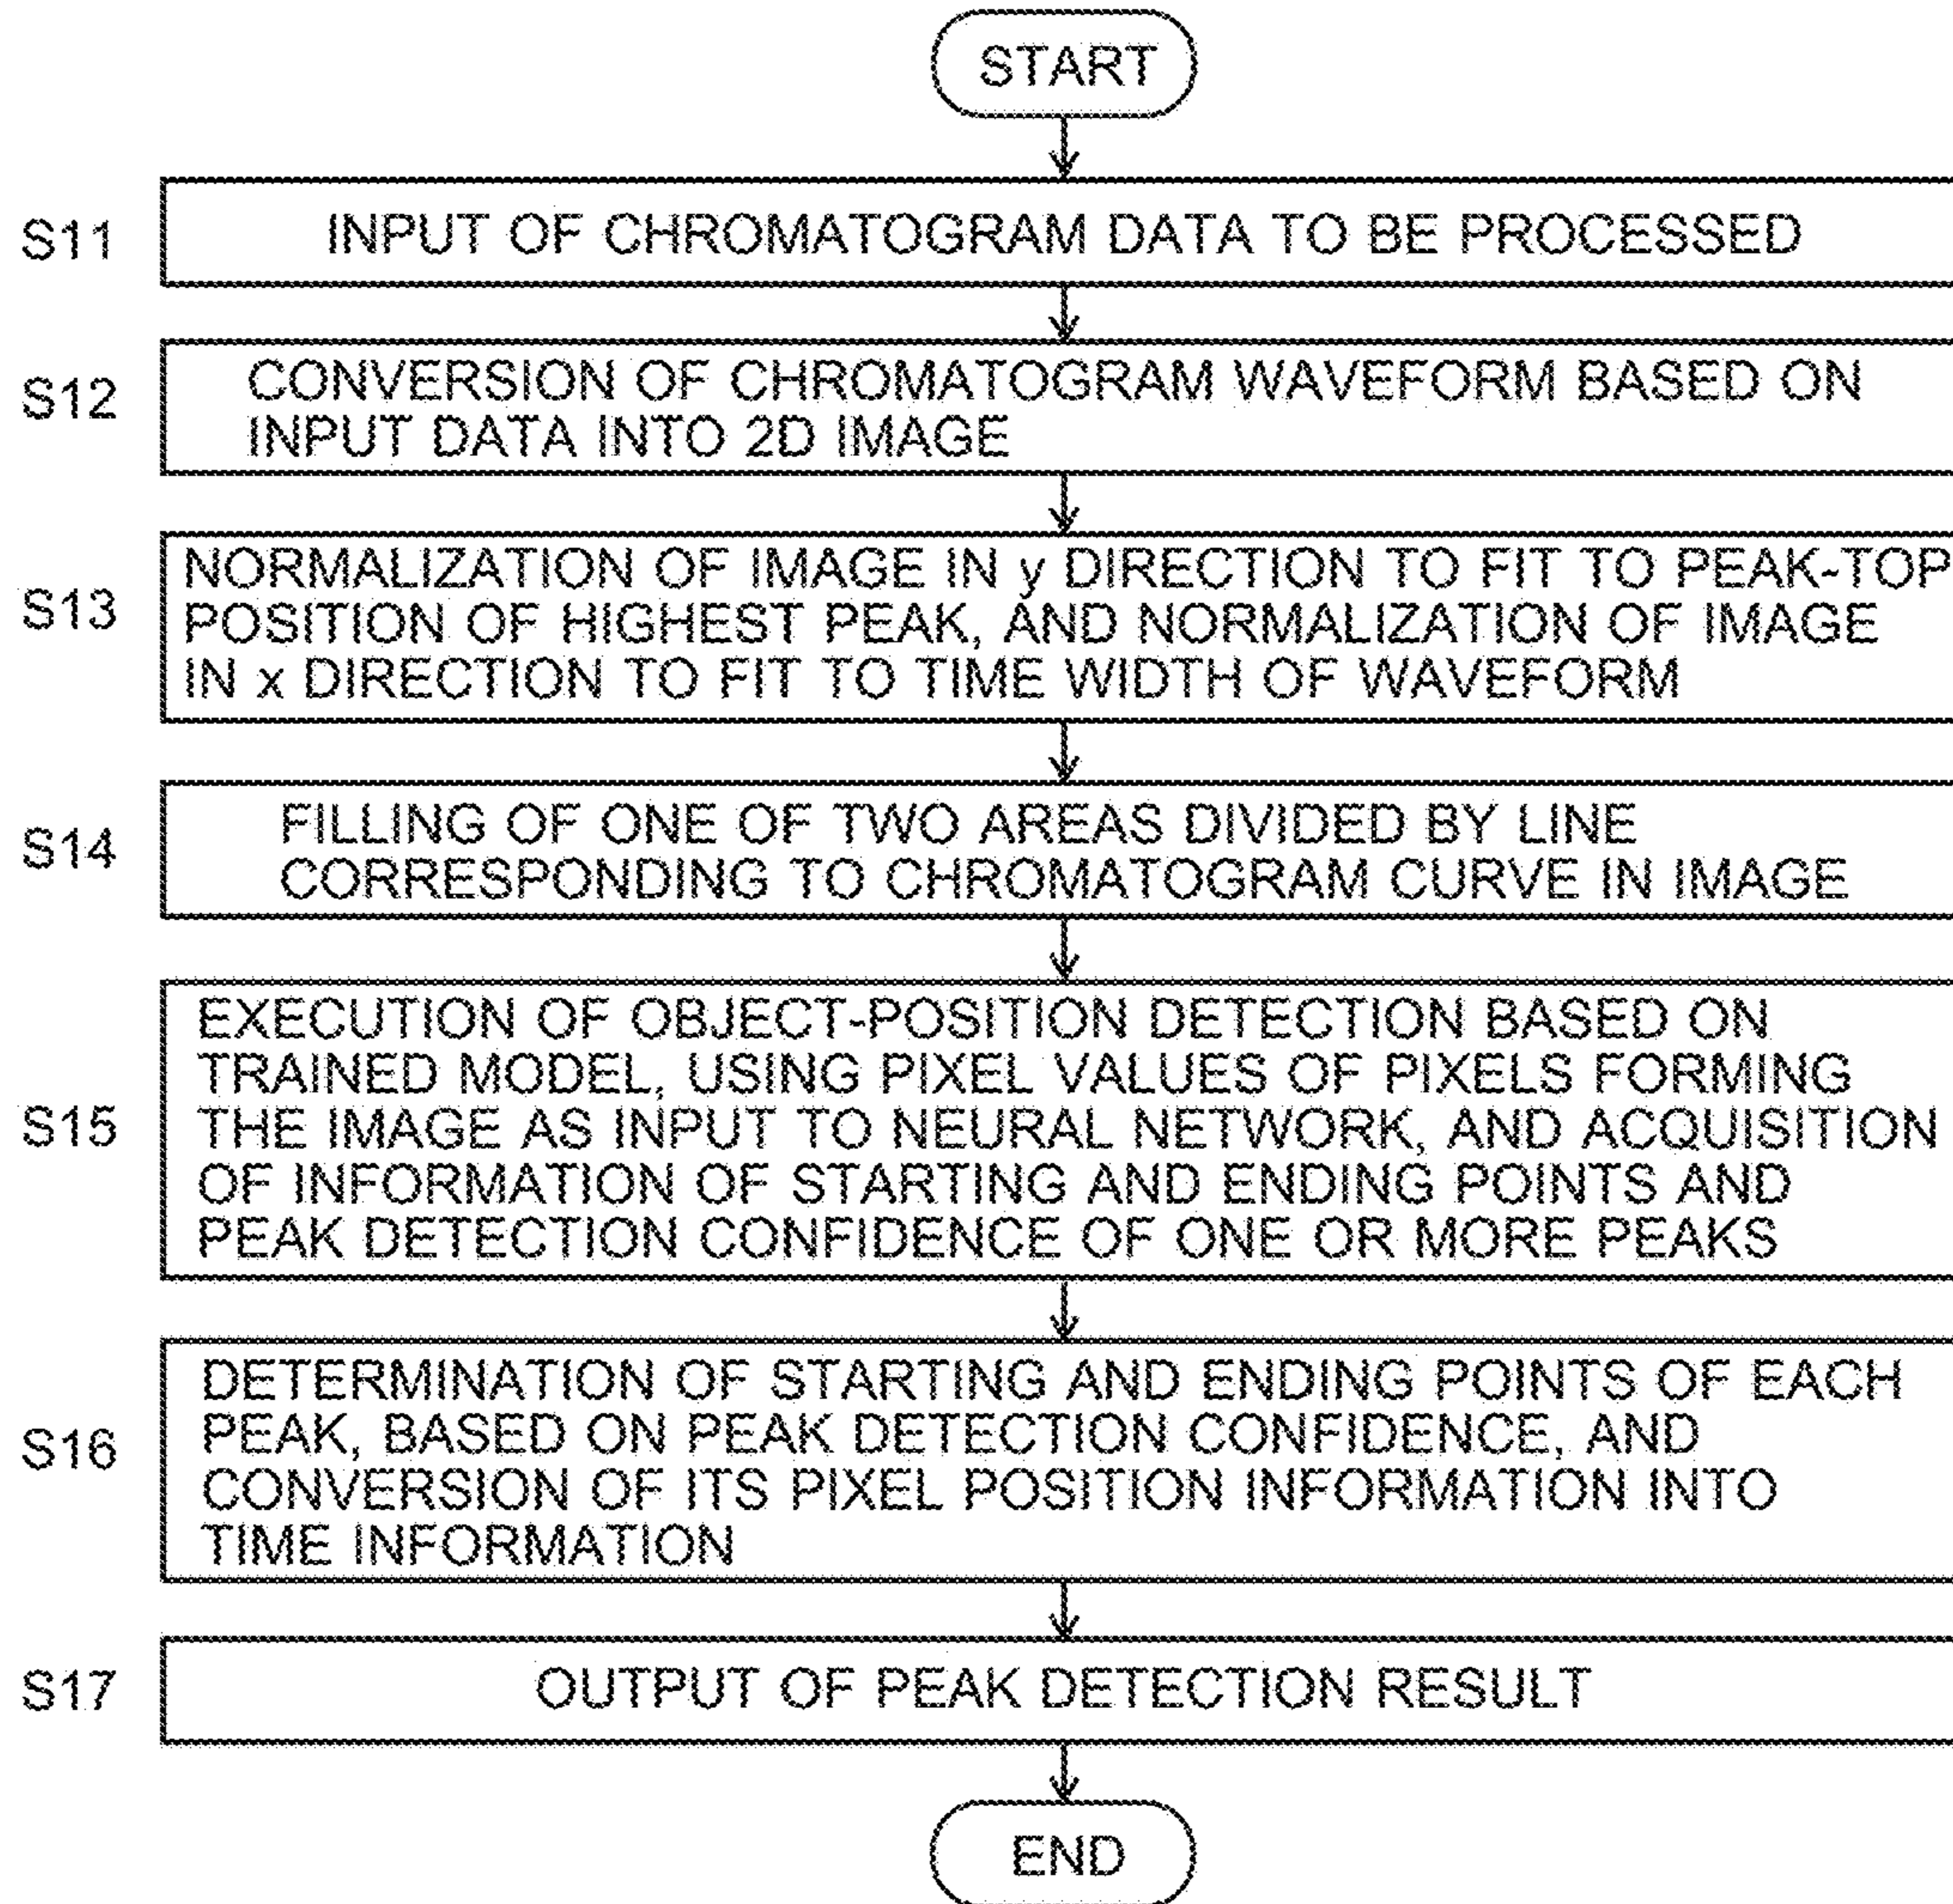 START
S11
INPUT OF CHROMATOGRAM DATA TO BE PROCESSED
S12
CONVERSION OF CHROMATOGRAM WAVEFORM BASED ON
INPUT DATA INTO 2D IMAGE
S13
NORMALIZATION OF IMAGE IN y DIRECTION TO FIT TO PEAK-TOP
POSITION OF HIGHEST PEAK, AND NORMALIZATION OF IMAGE
IN x DIRECTION TO FIT TO TIME WIDTH OF WAVEFORM
S14
FILLING OF ONE OF TWO AREAS DIVIDED BY LINE
CORRESPONDING TO CHROMATOGRAM CURVE IN IMAGE
S15
EXECUTION OF OBJECT-POSITION DETECTION BASED ON
TRAINED MODEL, USING PIXEL VALUES OF PIXELS FORMING
THE IMAGE AS INPUT TO NEURAL NETWORK, AND ACQUISITION
OF INFORMATION OF STARTING AND ENDING POINTS AND
PEAK DETECTION CONFIDENCE OF ONE OR MORE PEAKS
S16
DETERMINATION OF STARTING AND ENDING POINTS OF EACH
PEAK, BASED ON PEAK DETECTION CONFIDENCE, AND
CONVERSION OF ITS PIXEL POSITION INFORMATION INTO
TIME INFORMATION
S17
OUTPUT OF PEAK DETECTION RESULT
END